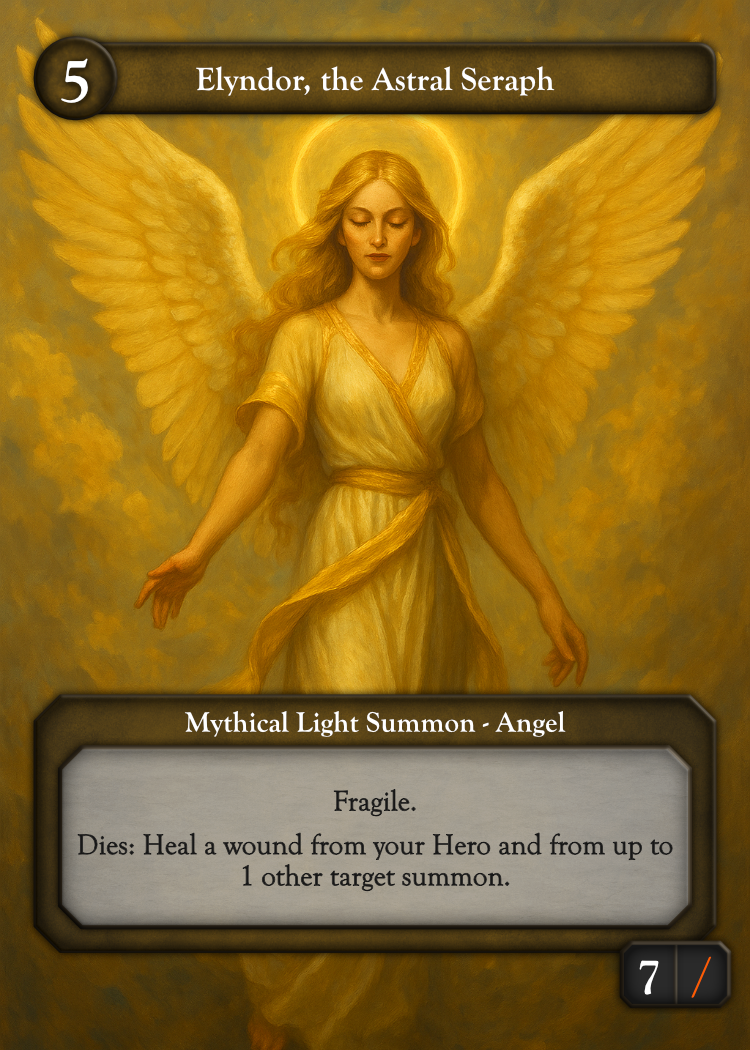 5
Elyndor, the Astral Seraph
Mythical Light Summon - Angel
Fragile.
Dies: Heal a wound from your Hero and from up to
1 other target summon.
7 /